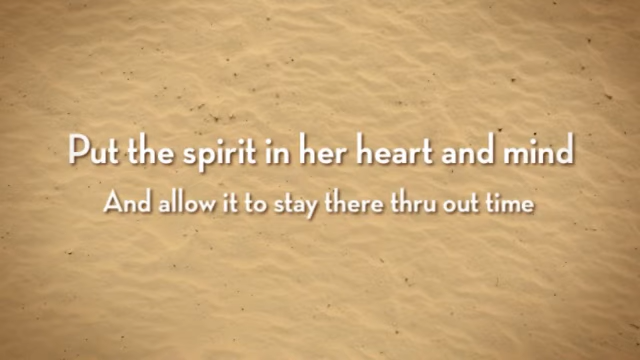 Put the spirit in her heart and mind
And allow it to stay there thru out time